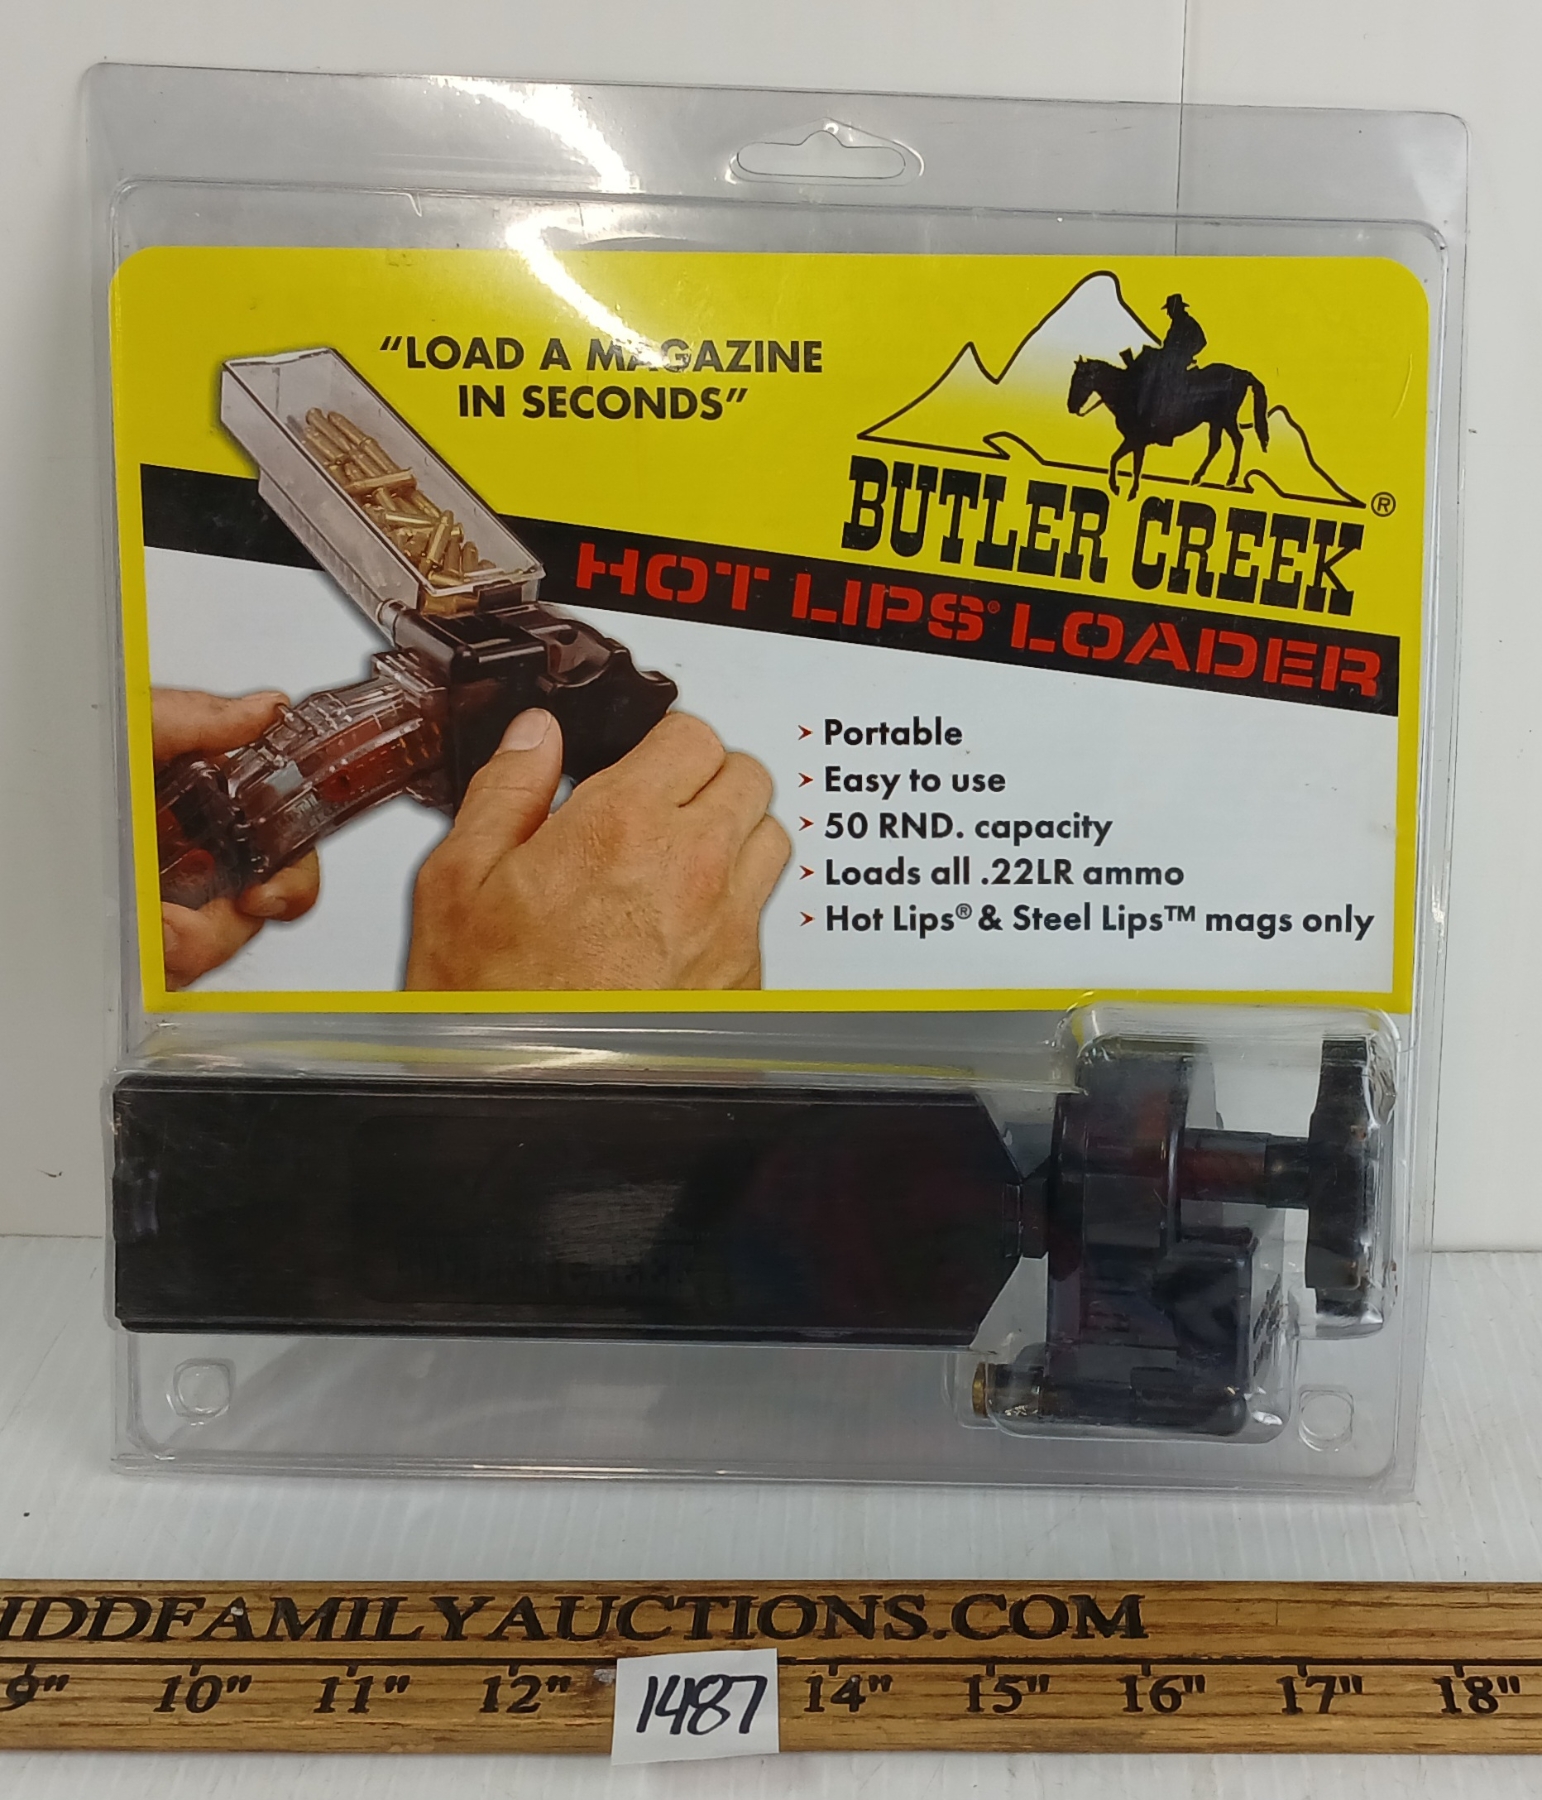 “LOAD A MAGAZINE
IN SECONDS”
BUTLER CREEK®
HOT LIPS® LOADER
➤ Portable
➤ Easy to use
➤ 50 RND. capacity
➤ Loads all .22LR ammo
➤ Hot Lips® & Steel Lips™ mags only
IDDFAMILYAUCTIONS.COM
9" 10" 11" 12" 14" 15" 16" 17" 18"
1487